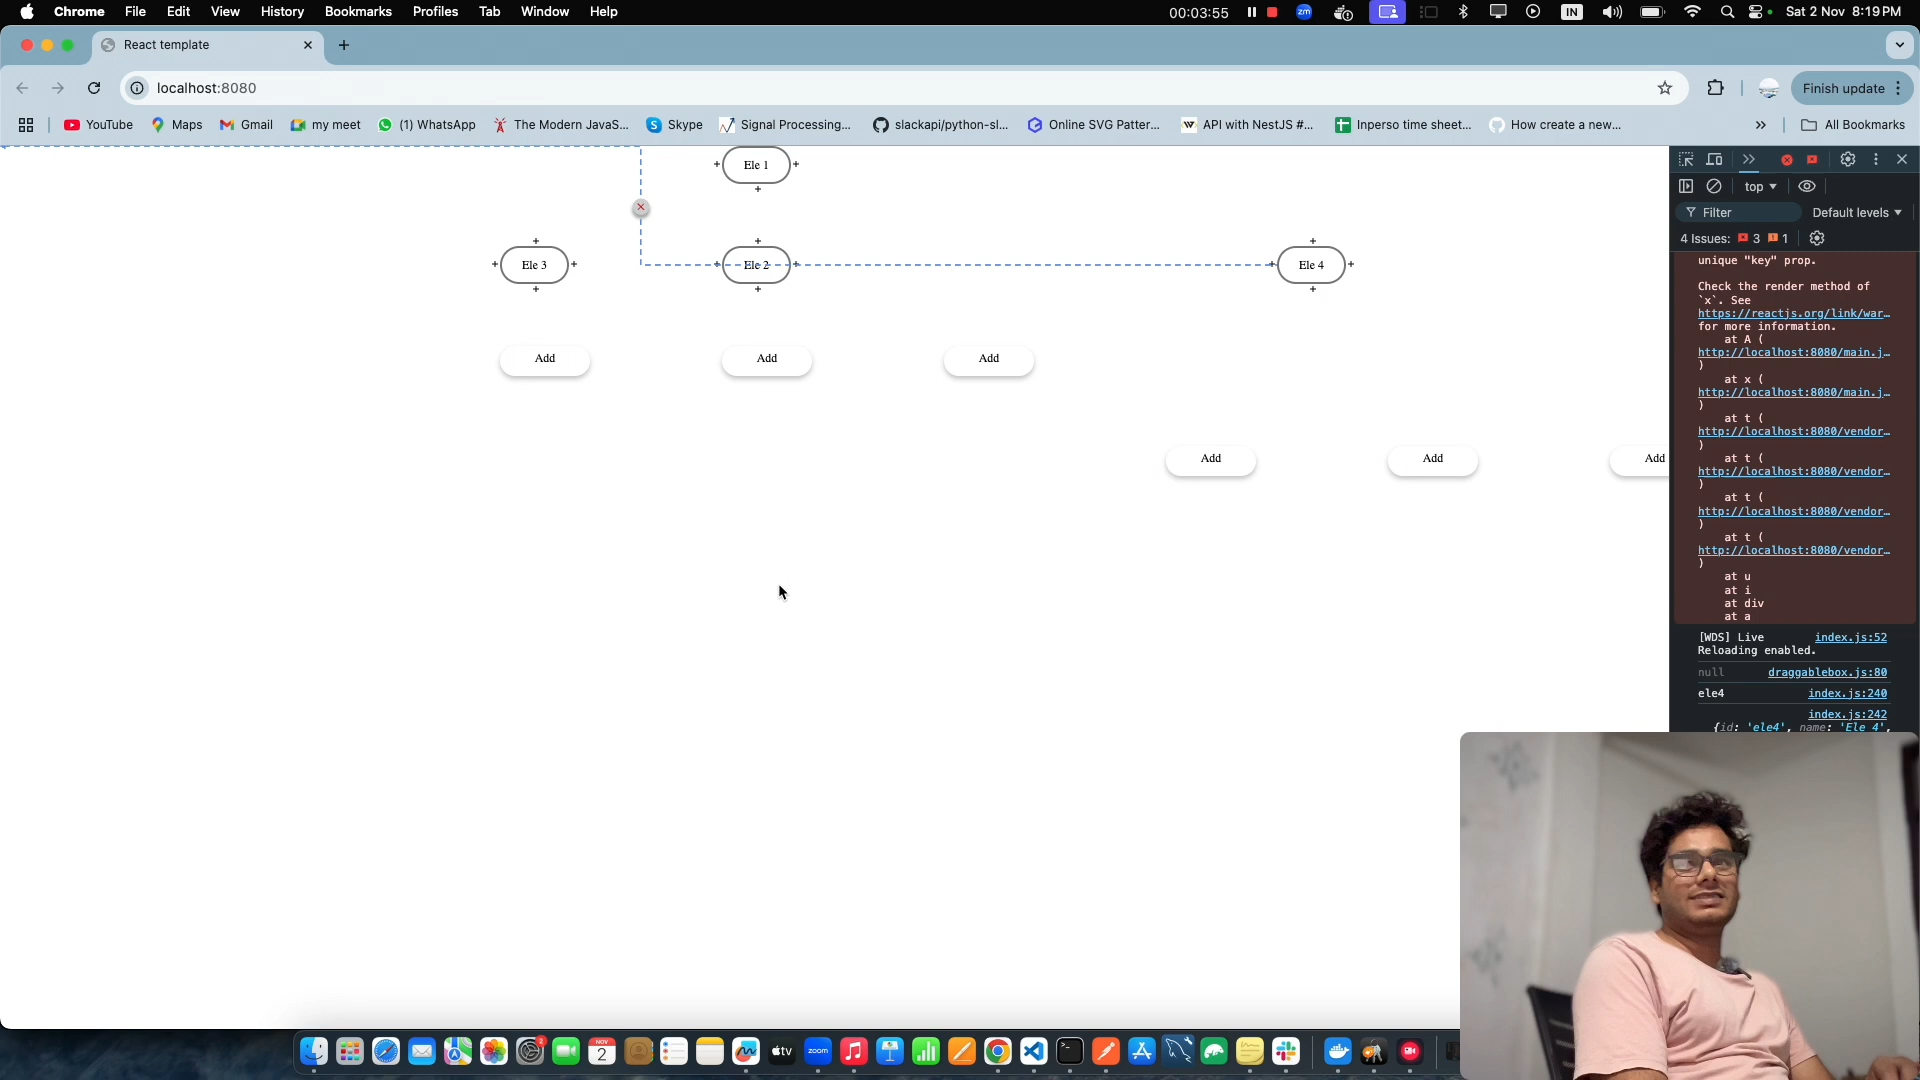 Chrome File Edit View History Bookmarks Profiles Tab Window Help 00:03:55 zm IN Sat 2 Nov 8:19 PM
React template
localhost:8080 Finish update
YouTube Maps Gmail my meet (1) WhatsApp The Modern JavaS... Skype Signal Processing... slackapi/python-sl... Online SVG Patter... API with NestJS #... Inperso time sheet... How create a new... » All Bookmarks
+ Ele 1 +
+
top
Filter Default levels
4 Issues: 3 1
+ + +
+ Ele 3 + + Ele 2 + + Ele 4 +
+ + +
Add Add Add
Add Add Add
unique "key" prop.
Check the render method of
`x`. See
https://reactjs.org/link/war…
for more information.
at A (
http://localhost:8080/main.j…
)
at x (
http://localhost:8080/main.j…
)
at t (
http://localhost:8080/vendor…
)
at t (
http://localhost:8080/vendor…
)
at t (
http://localhost:8080/vendor…
)
at t (
http://localhost:8080/vendor…
)
at u
at i
at div
at a
[WDS] Live index.js:52
Reloading enabled.
null draggablebox.js:80
ele4 index.js:240
index.js:242
{id: 'ele4', name: 'Ele 4',
2 NOV 2 tv zoom